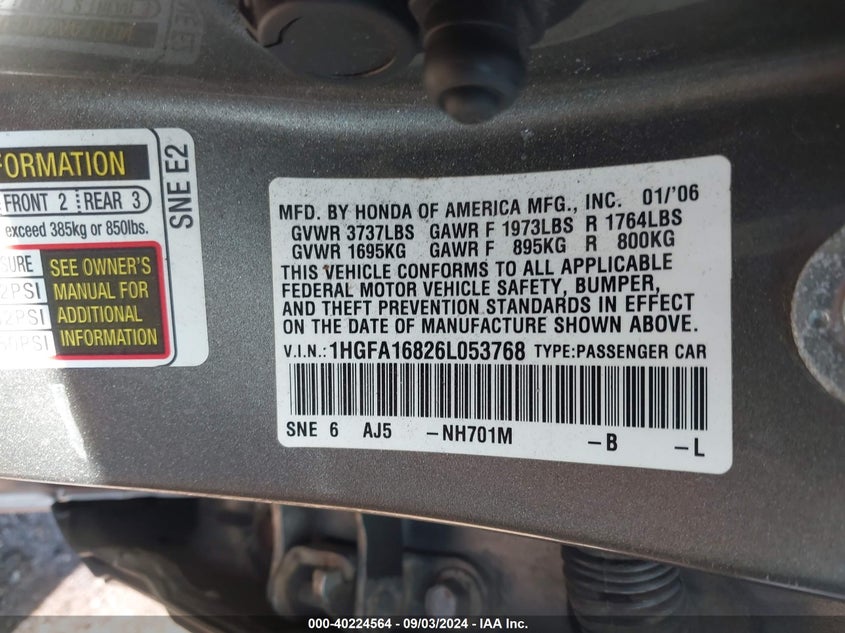 FORMATION
FRONT 2 REAR 3
exceed 385kg or 850lbs.
SNE E2
SURE
SEE OWNER'S
2PSI MANUAL FOR
2PSI ADDITIONAL
0PSI INFORMATION
MFD. BY HONDA OF AMERICA MFG., INC. 01/'06
GVWR 3737LBS GAWR F 1973LBS R 1764LBS
GVWR 1695KG GAWR F 895KG R 800KG
THIS VEHICLE CONFORMS TO ALL APPLICABLE
FEDERAL MOTOR VEHICLE SAFETY, BUMPER,
AND THEFT PREVENTION STANDARDS IN EFFECT
ON THE DATE OF MANUFACTURE SHOWN ABOVE.
V.I.N.: 1HGFA16826L053768 TYPE:PASSENGER CAR
SNE 6 AJ5 -NH701M -B -L
000-40224564 - 09/03/2024 - IAA Inc.